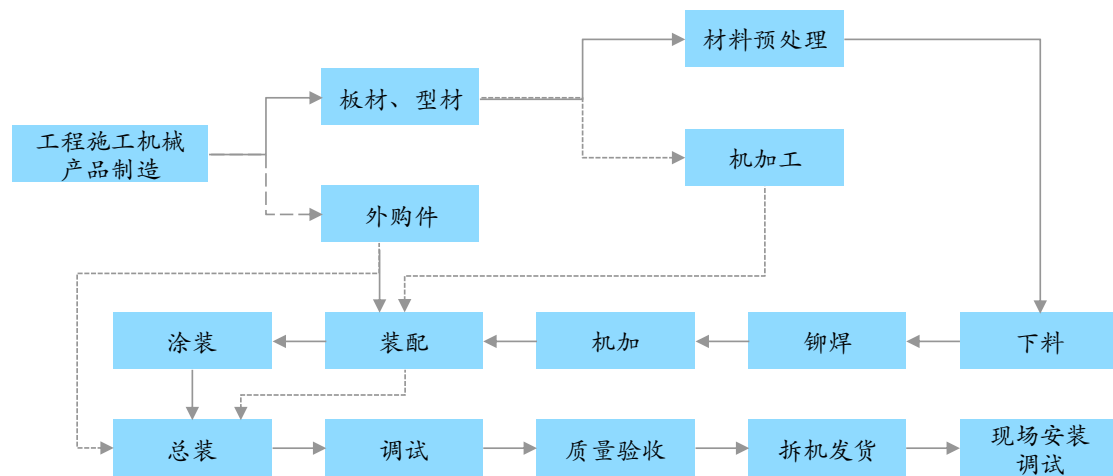 材料预处理
板材、型材
工程施工机械
产品制造
机加工
外购件
涂装
装配
机加
铆焊
下料
总装
调试
质量验收
拆机发货
现场安装
调试